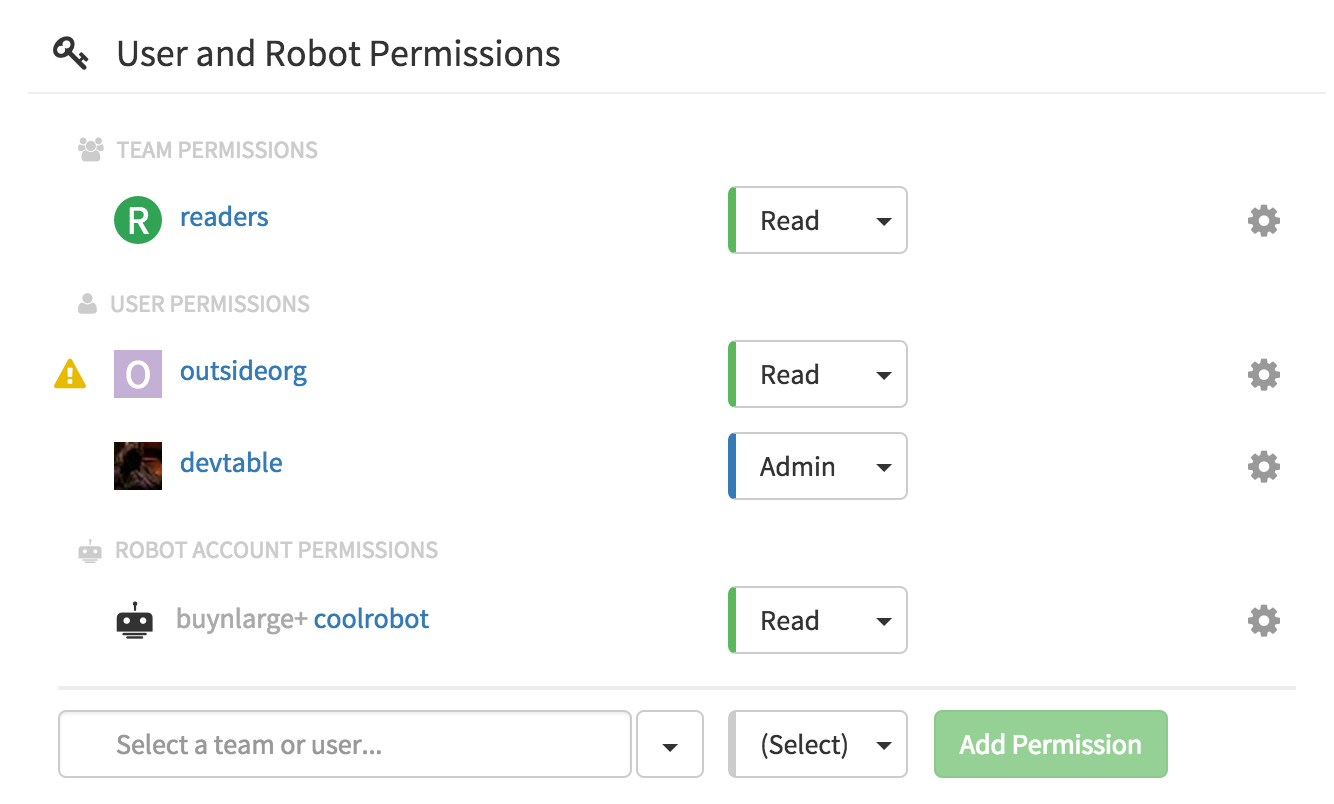 User and Robot Permissions
TEAM PERMISSIONS
R readers Read
USER PERMISSIONS
O outsideorg Read
devtable Admin
ROBOT ACCOUNT PERMISSIONS
buynlarge+ coolrobot Read
Select a team or user... (Select) Add Permission